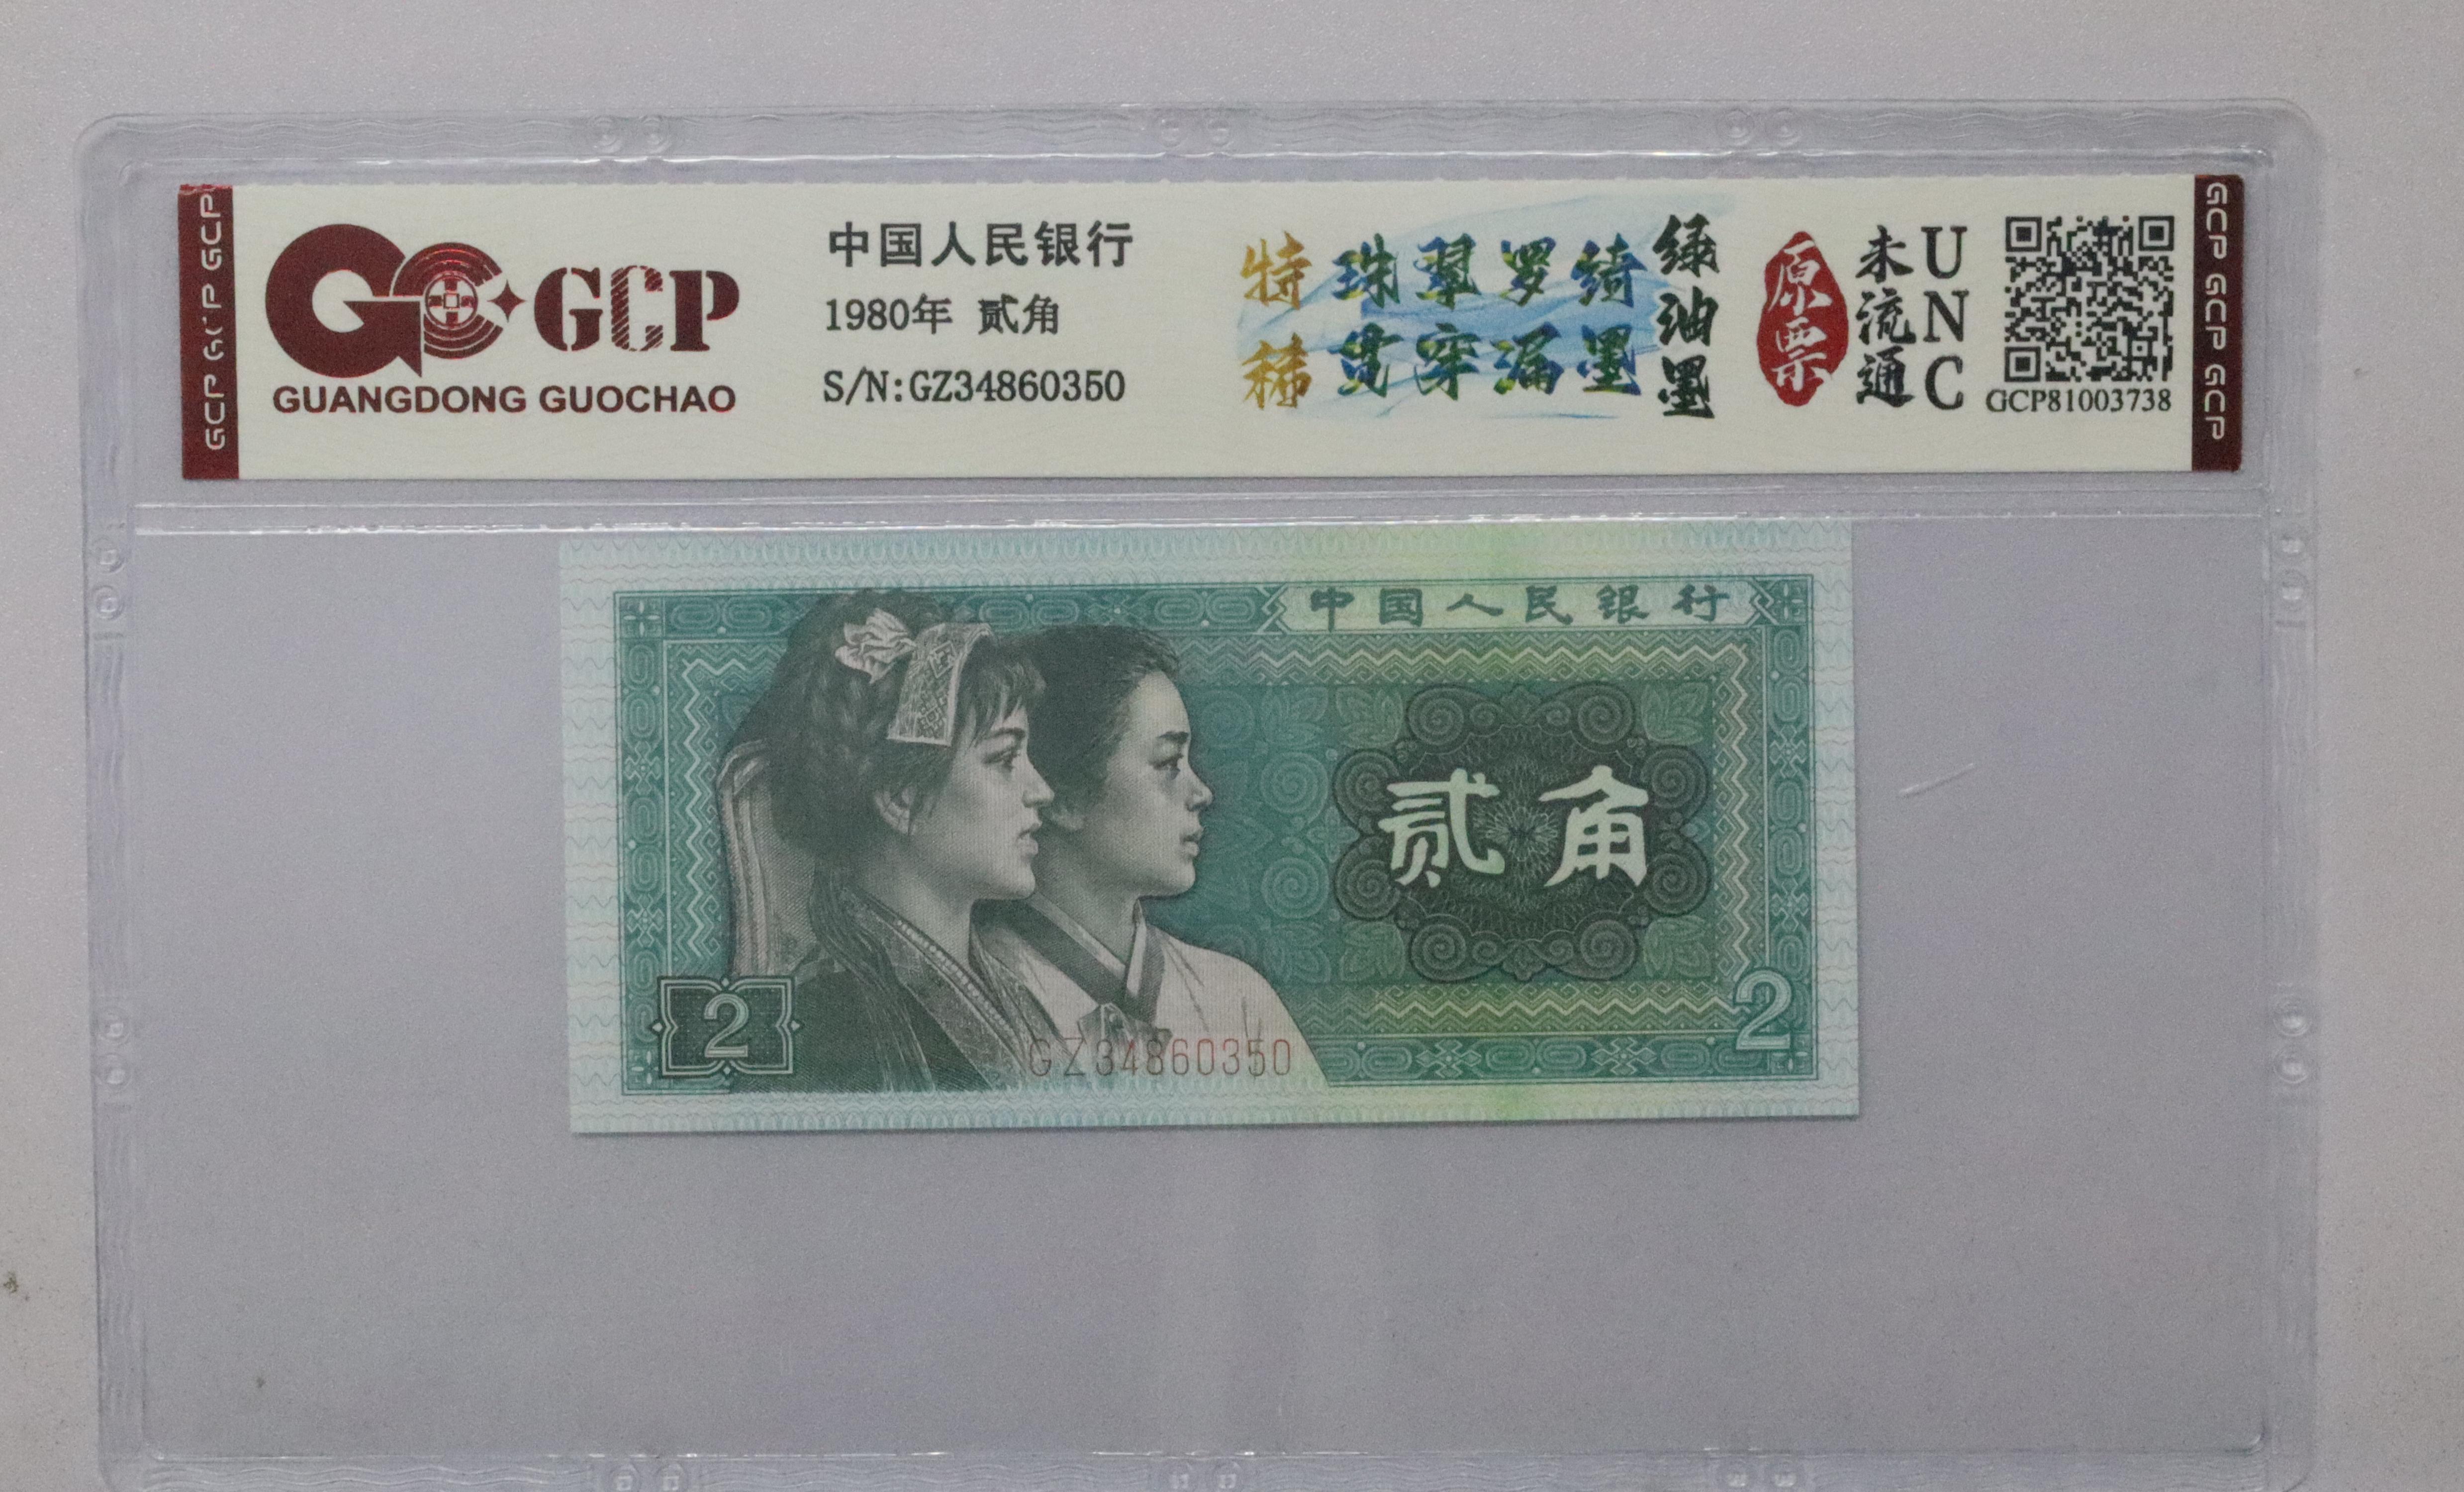 GCP GCP GCP
GCP
GUANGDONG GUOCHAO
中国人民银行
1980年 贰角
S/N:GZ34860350
特稀
珠翠罗绮
贯穿漏墨
绿油墨
原票
未流通
UNC
GCP81003738
GCP GCP GCP
中国人民银行
贰角
2
2
GZ34860350